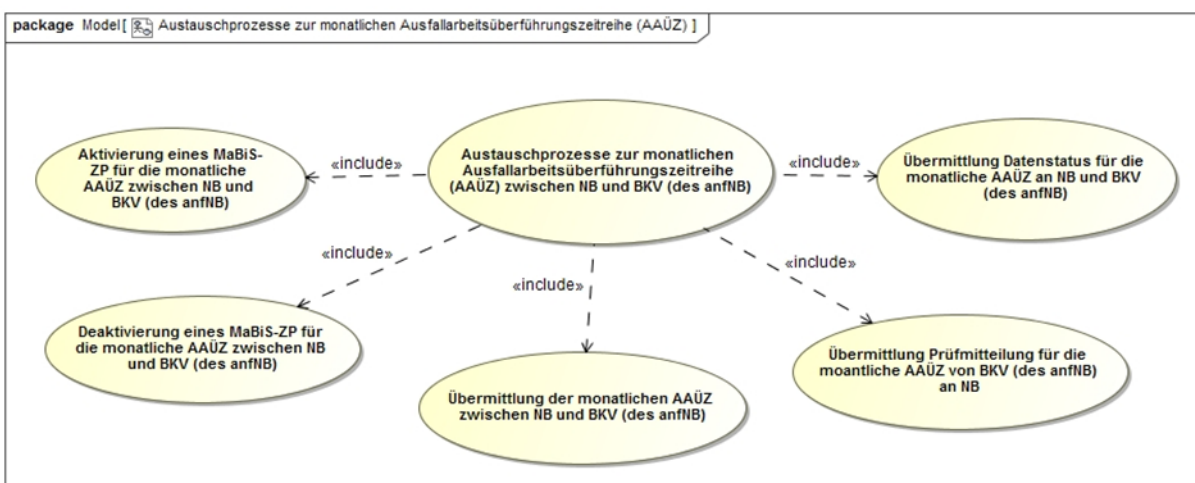 package Model [ Austauschprozesse zur monatlichen Ausfallarbeitsüberführungszeitreihe (AAÜZ) ]
Aktivierung eines MaBiS-
ZP für die monatliche
AAÜZ zwischen NB und
BKV (des anfNB)
«include»
Austauschprozesse zur monatlichen
Ausfallarbeitsüberführungszeitreihe
(AAÜZ) zwischen NB und BKV (des anfNB)
«include»
Übermittlung Datenstatus für die
monatliche AAÜZ an NB und BKV
(des anfNB)
«include»
«include»
«include»
Deaktivierung eines MaBiS-ZP für
die monatliche AAÜZ zwischen NB
und BKV (des anfNB)
Übermittlung der monatlichen AAÜZ
zwischen NB und BKV (des anfNB)
Übermittlung Prüfmitteilung für die
moantliche AAÜZ von BKV (des anfNB)
an NB